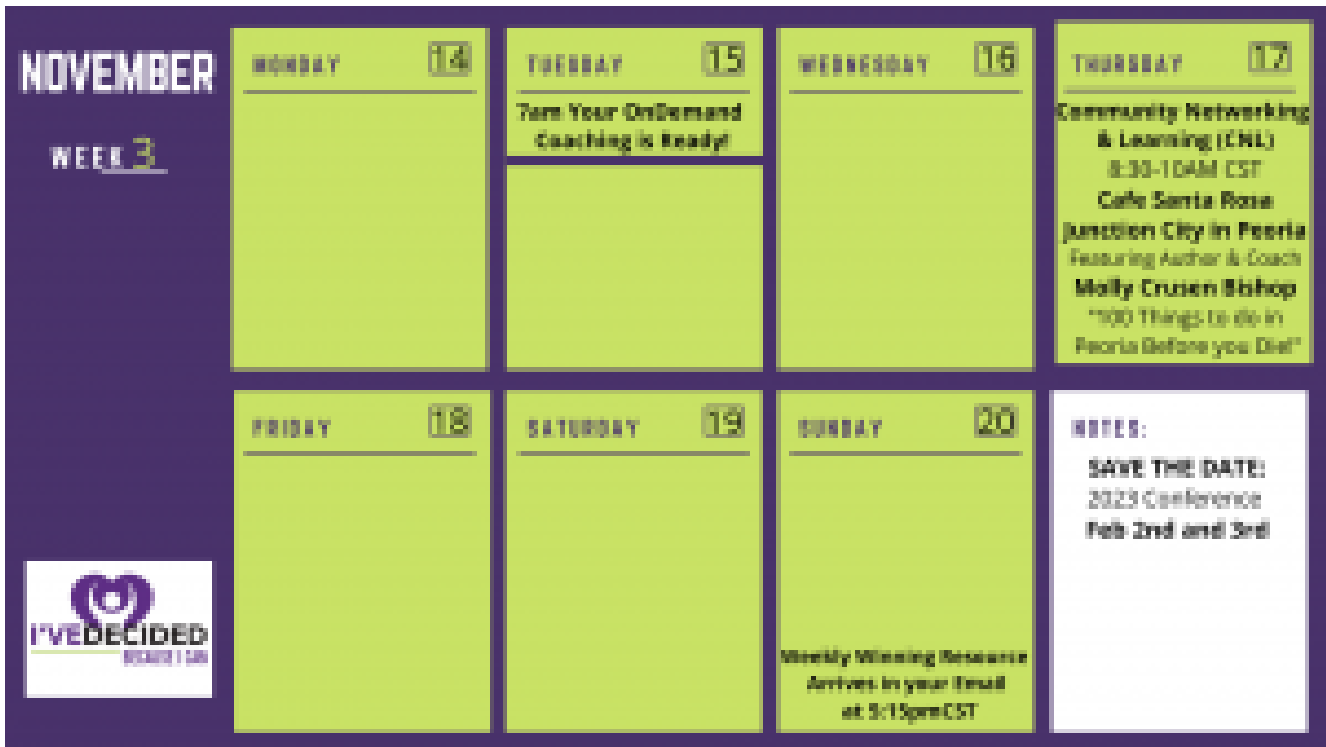 NOVEMBER
WEEK 3
MONDAY 14
TUESDAY 15
7am Your OnDemand
Coaching is Ready!
WEDNESDAY 16
THURSDAY 17
Community Networking
& Learning (CNL)
8:30-10AM CST
Cafe Santa Rosa
Junction City in Peoria
Featuring Author & Coach
Molly Crusen Bishop
"100 Things to do in
Peoria Before you Die!"
FRIDAY 18
SATURDAY 19
SUNDAY 20
Weekly Winning Resource
Arrives in your Email
at 5:15pmCST
NOTES:
SAVE THE DATE:
2023 Conference
Feb 2nd and 3rd
I'VEDECIDED
BECAUSE I CAN